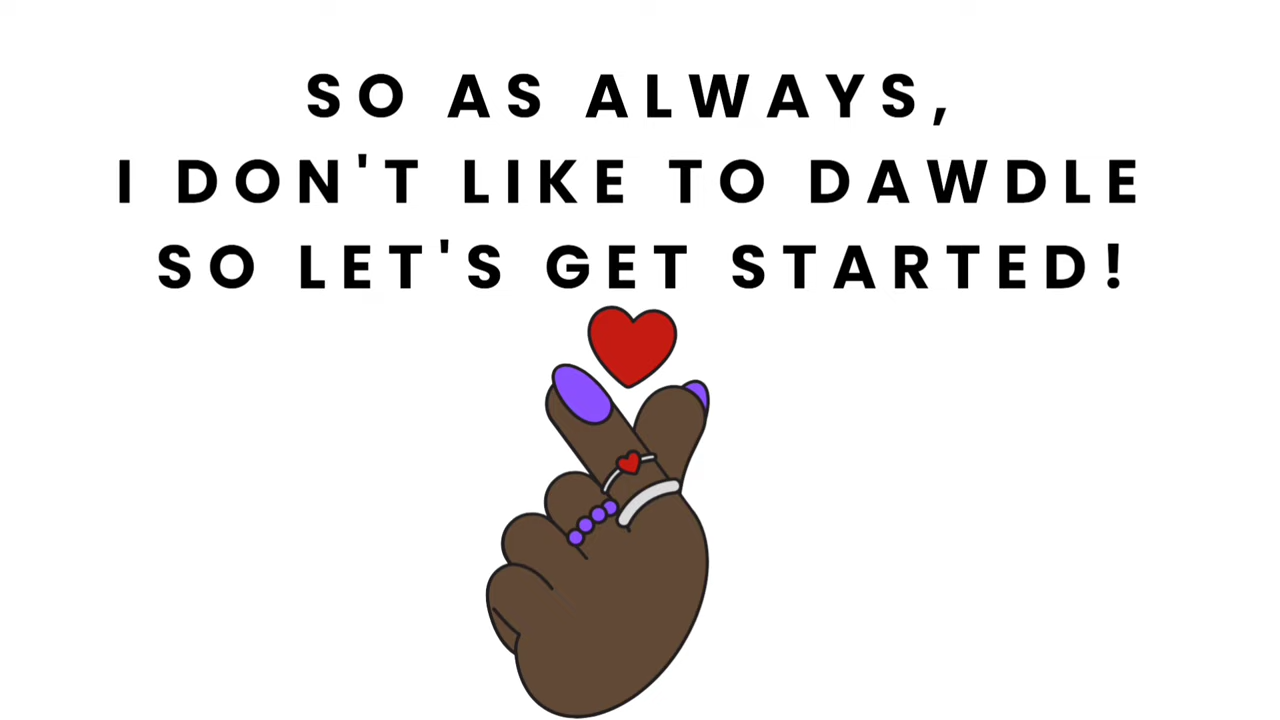 SO AS ALWAYS,
I DON'T LIKE TO DAWDLE
SO LET'S GET STARTED!